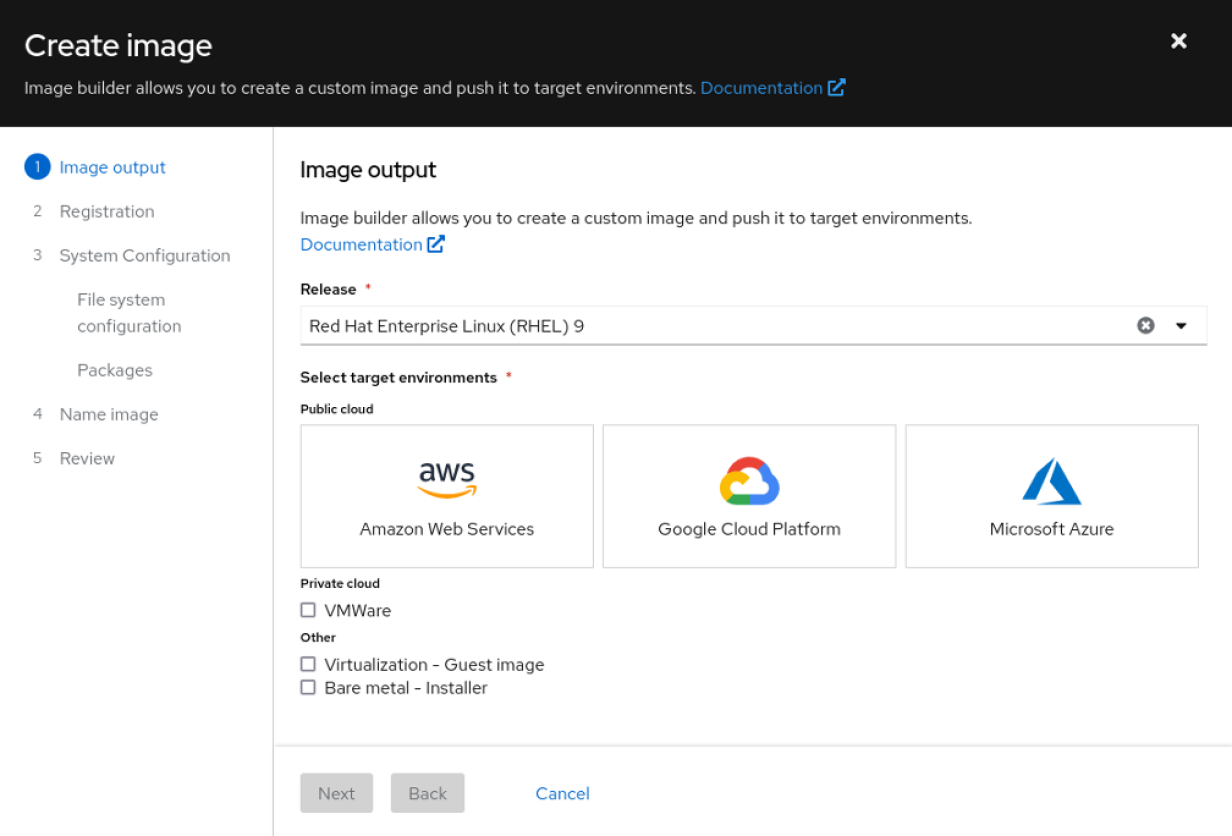 Create image
Image builder allows you to create a custom image and push it to target environments. Documentation
1 Image output
2 Registration
3 System Configuration
File system
configuration
Packages
4 Name image
5 Review
Image output
Image builder allows you to create a custom image and push it to target environments.
Documentation
Release *
Red Hat Enterprise Linux (RHEL) 9
Select target environments *
Public cloud
aws
Amazon Web Services
Google Cloud Platform
Microsoft Azure
Private cloud
VMWare
Other
Virtualization - Guest image
Bare metal - Installer
Next Back Cancel